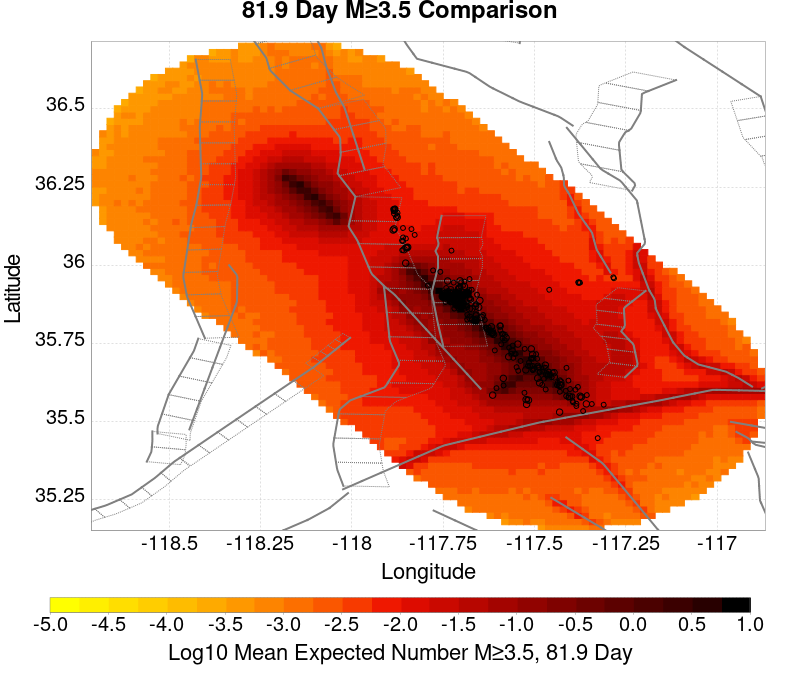 81.9 Day M≥3.5 Comparison
36.5
36.25
36
35.75
35.5
35.25
Latitude
-118.5 -118.25 -118 -117.75 -117.5 -117.25 -117
Longitude
-5.0 -4.5 -4.0 -3.5 -3.0 -2.5 -2.0 -1.5 -1.0 -0.5 0.0 0.5 1.0
Log10 Mean Expected Number M≥3.5, 81.9 Day